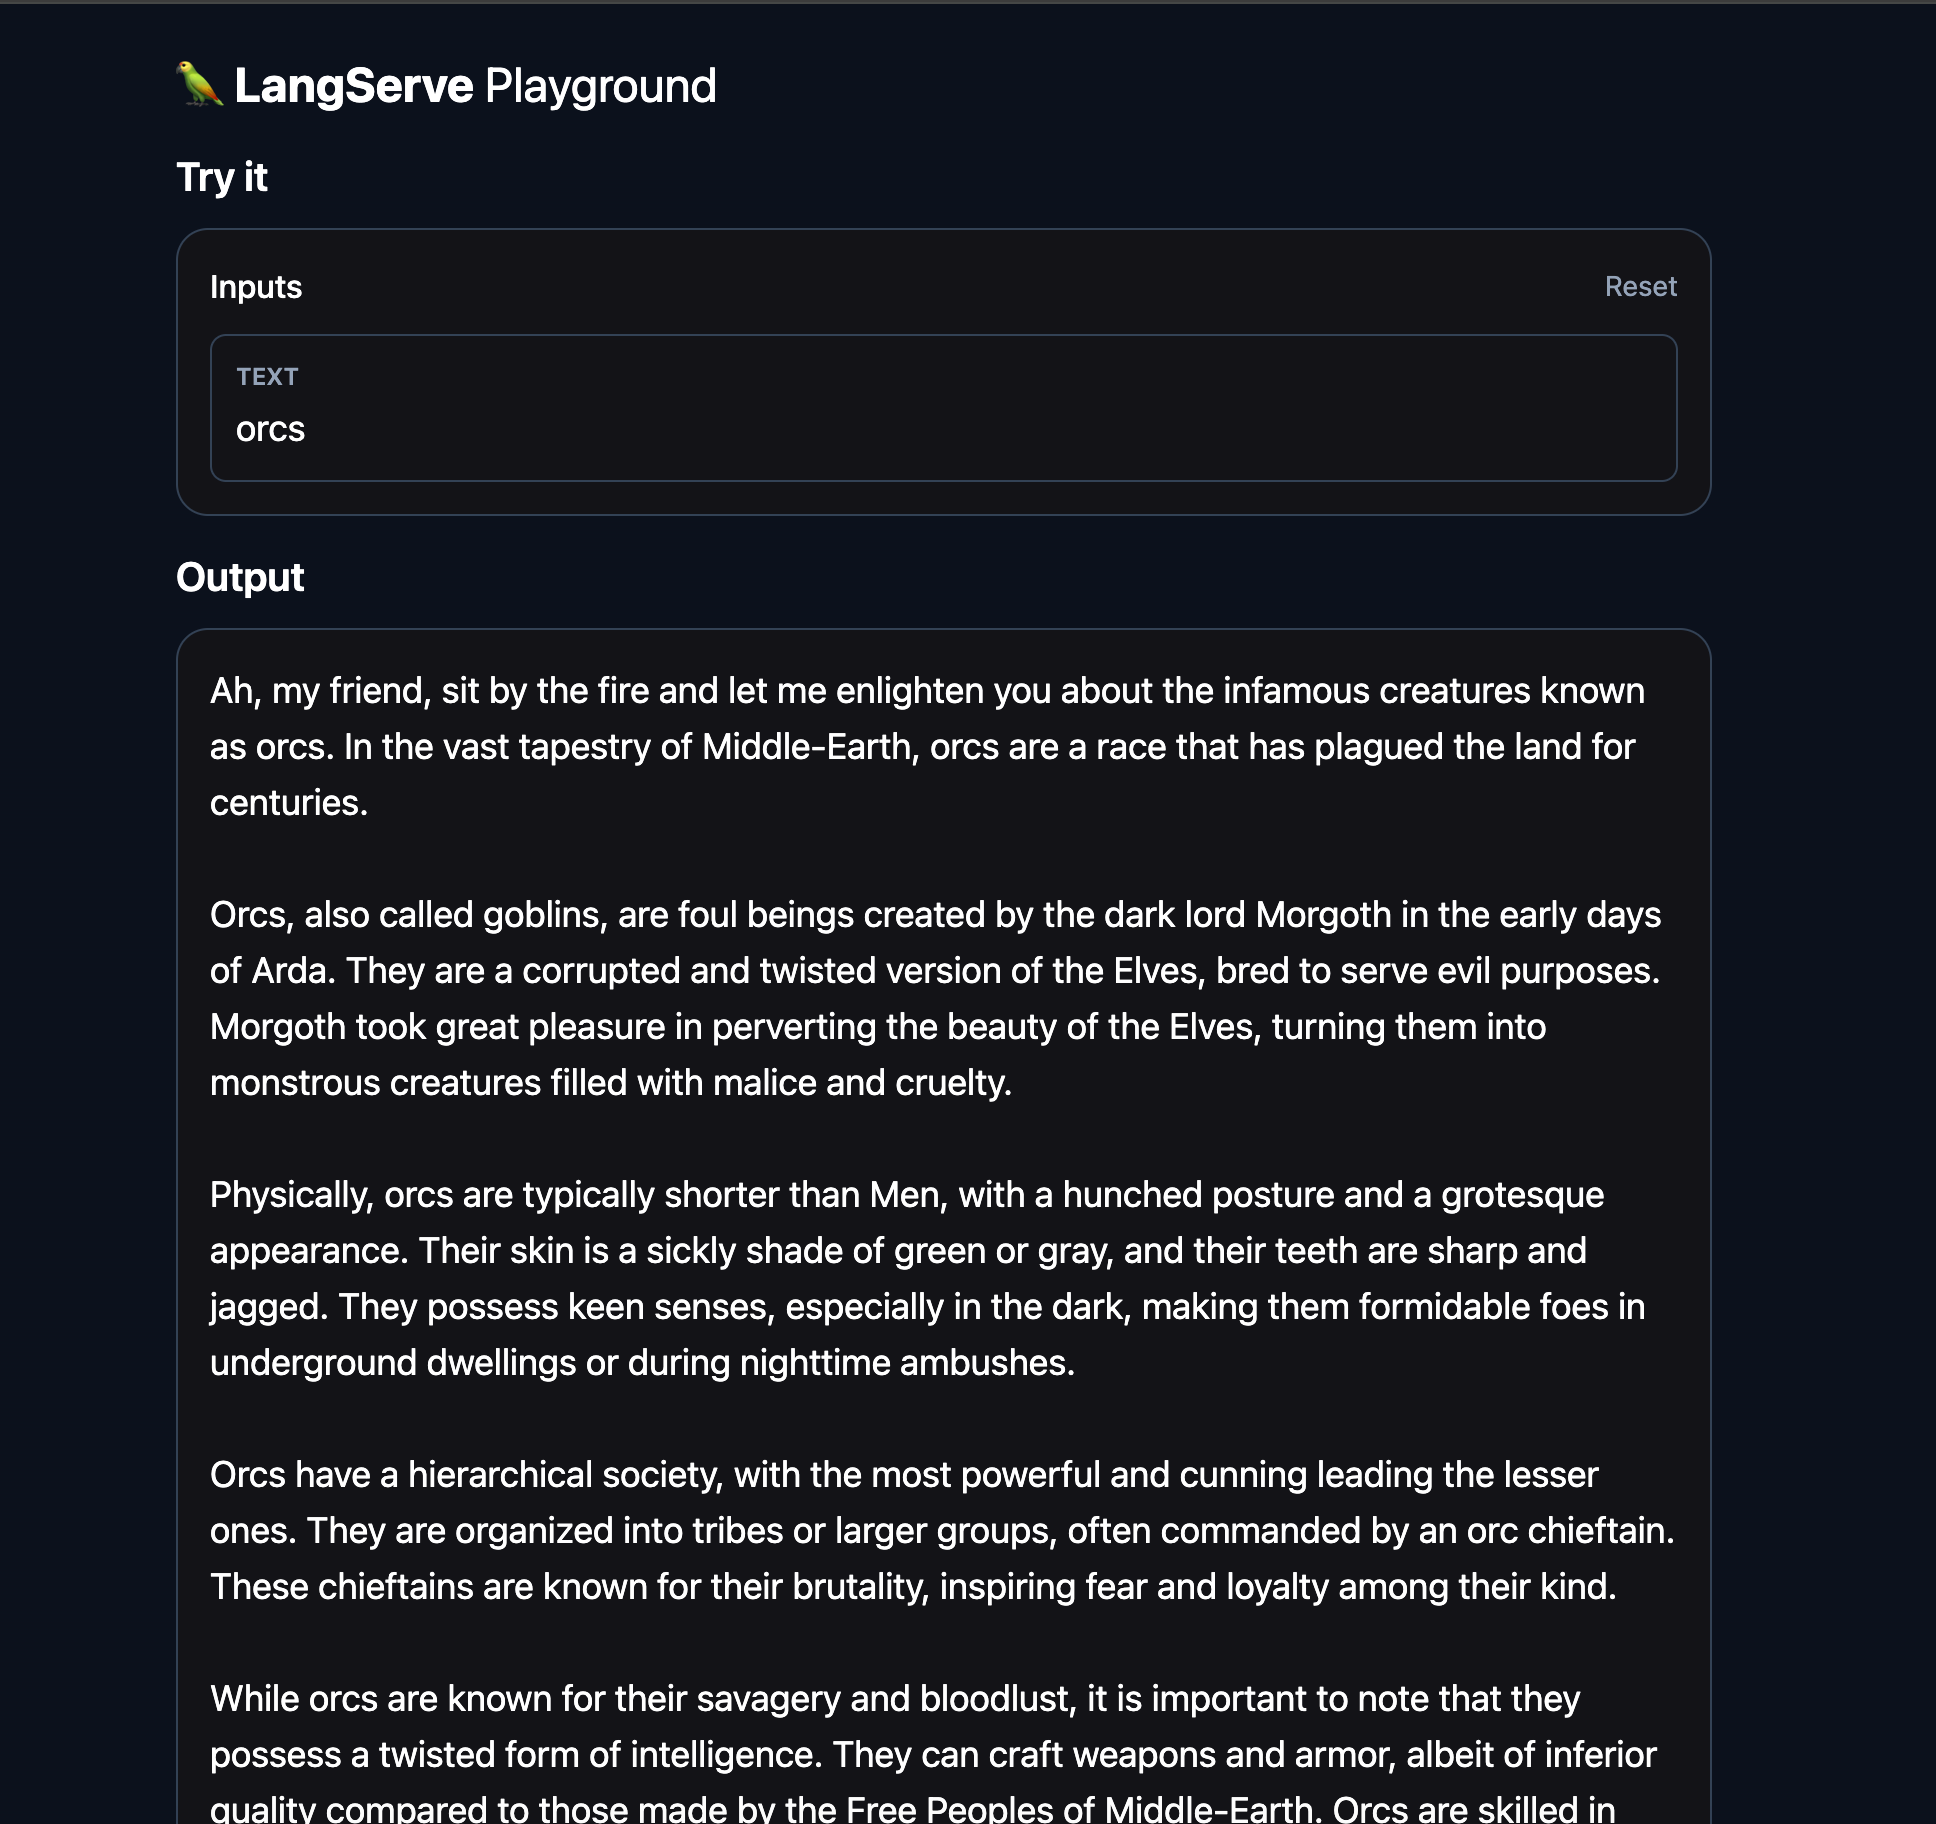 LangServe Playground
Try it
Inputs
Reset
TEXT
orcs
Output
Ah, my friend, sit by the fire and let me enlighten you about the infamous creatures known
as orcs. In the vast tapestry of Middle-Earth, orcs are a race that has plagued the land for
centuries.
Orcs, also called goblins, are foul beings created by the dark lord Morgoth in the early days
of Arda. They are a corrupted and twisted version of the Elves, bred to serve evil purposes.
Morgoth took great pleasure in perverting the beauty of the Elves, turning them into
monstrous creatures filled with malice and cruelty.
Physically, orcs are typically shorter than Men, with a hunched posture and a grotesque
appearance. Their skin is a sickly shade of green or gray, and their teeth are sharp and
jagged. They possess keen senses, especially in the dark, making them formidable foes in
underground dwellings or during nighttime ambushes.
Orcs have a hierarchical society, with the most powerful and cunning leading the lesser
ones. They are organized into tribes or larger groups, often commanded by an orc chieftain.
These chieftains are known for their brutality, inspiring fear and loyalty among their kind.
While orcs are known for their savagery and bloodlust, it is important to note that they
possess a twisted form of intelligence. They can craft weapons and armor, albeit of inferior
quality compared to those made by the Free Peoples of Middle-Earth. Orcs are skilled in